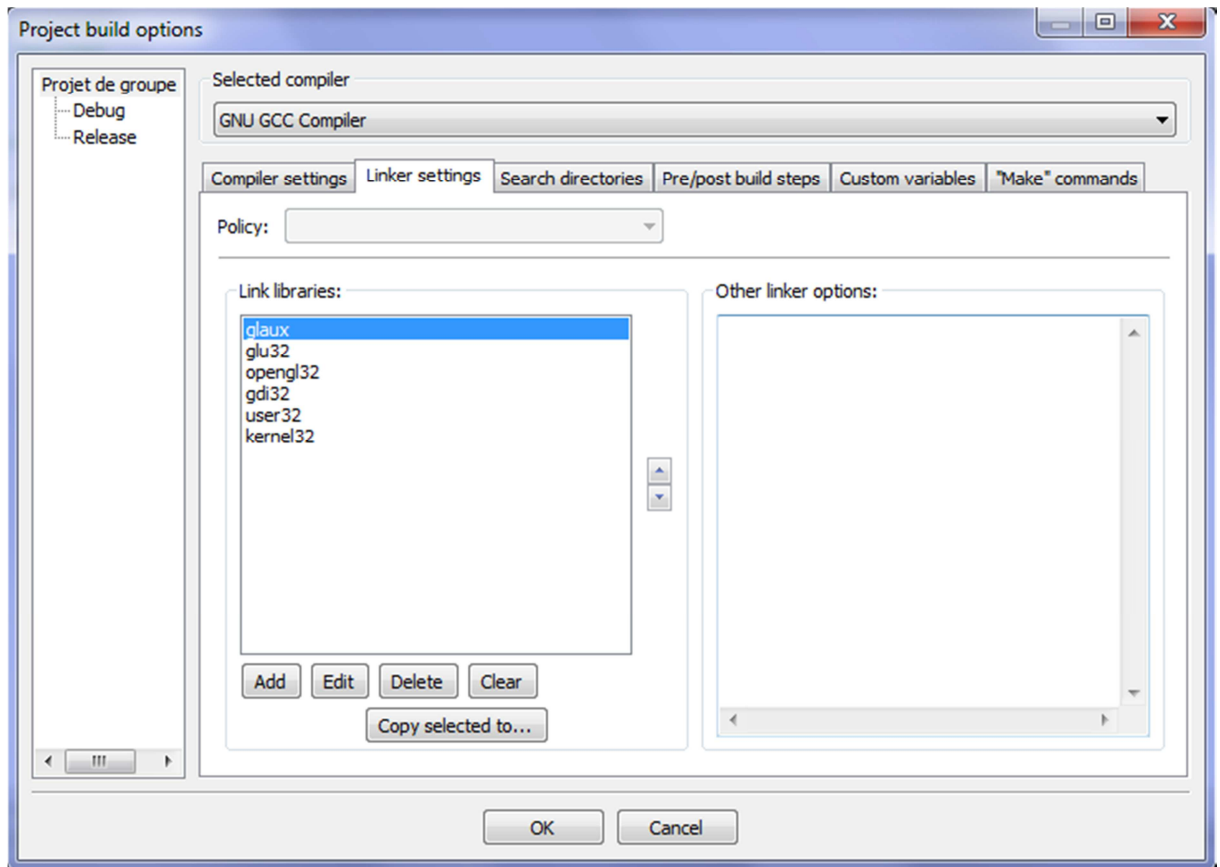 Project build options
Projet de groupe
Debug
Release
Selected compiler
GNU GCC Compiler
Compiler settings
Linker settings
Search directories
Pre/post build steps
Custom variables
"Make" commands
Policy:
Link libraries:
glaux
glu32
opengl32
gdi32
user32
kernel32
Add
Edit
Delete
Clear
Copy selected to...
Other linker options:
OK
Cancel